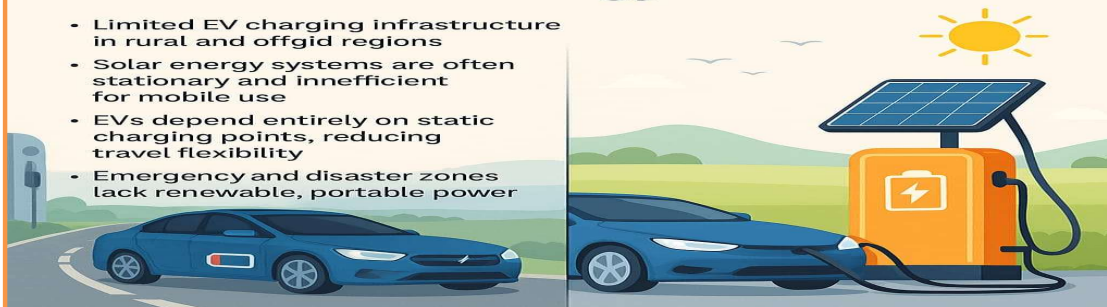 • Limited EV charging infrastructure
in rural and offgid regions
• Solar energy systems are often
stationary and innefficient
for mobile use
• EVs depend entirely on static
charging points, reducing
travel flexibility
• Emergency and disaster zones
lack renewable, portable power